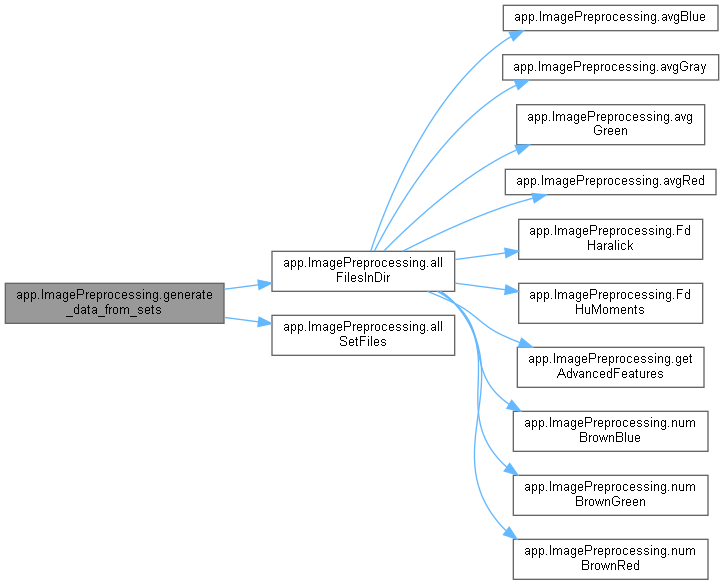 app.ImagePreprocessing.generate
_data_from_sets
app.ImagePreprocessing.all
FilesInDir
app.ImagePreprocessing.all
SetFiles
app.ImagePreprocessing.avgBlue
app.ImagePreprocessing.avgGray
app.ImagePreprocessing.avg
Green
app.ImagePreprocessing.avgRed
app.ImagePreprocessing.Fd
Haralick
app.ImagePreprocessing.Fd
HuMoments
app.ImagePreprocessing.get
AdvancedFeatures
app.ImagePreprocessing.num
BrownBlue
app.ImagePreprocessing.num
BrownGreen
app.ImagePreprocessing.num
BrownRed